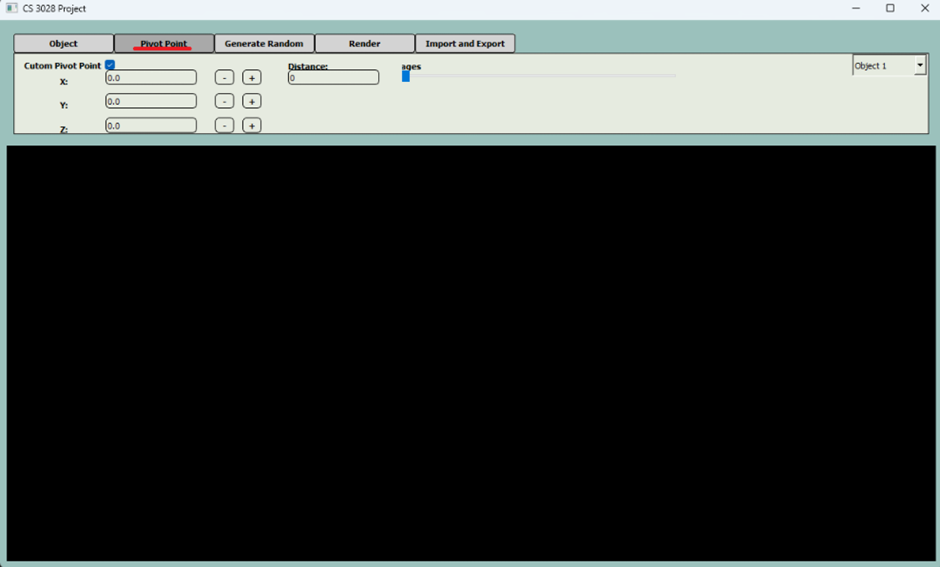 CS 3028 Project
Object Pivot Point Generate Random Render Import and Export
Cutom Pivot Point Distance: ages Object 1
X: 0.0 - + 0
Y: 0.0 - +
Z: 0.0 - +